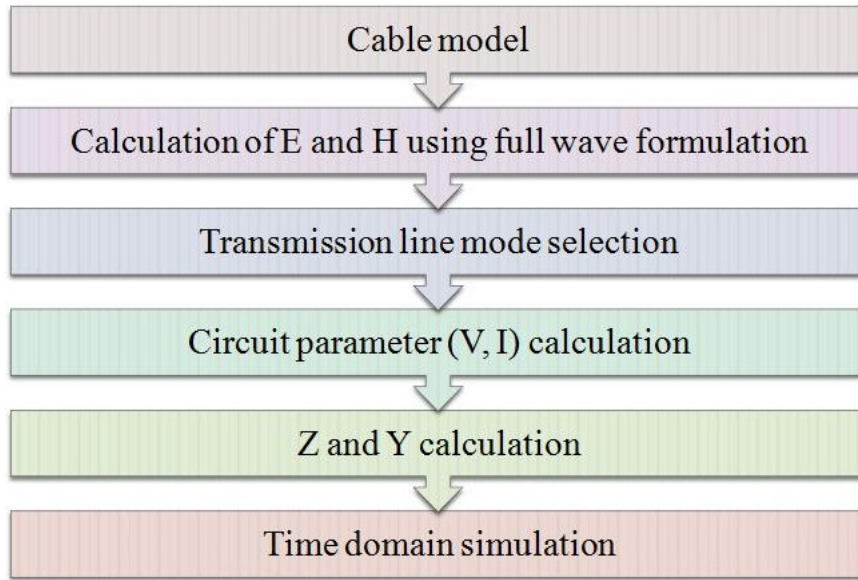 Cable model
Calculation of E and H using full wave formulation
Transmission line mode selection
Circuit parameter (V, I) calculation
Z and Y calculation
Time domain simulation